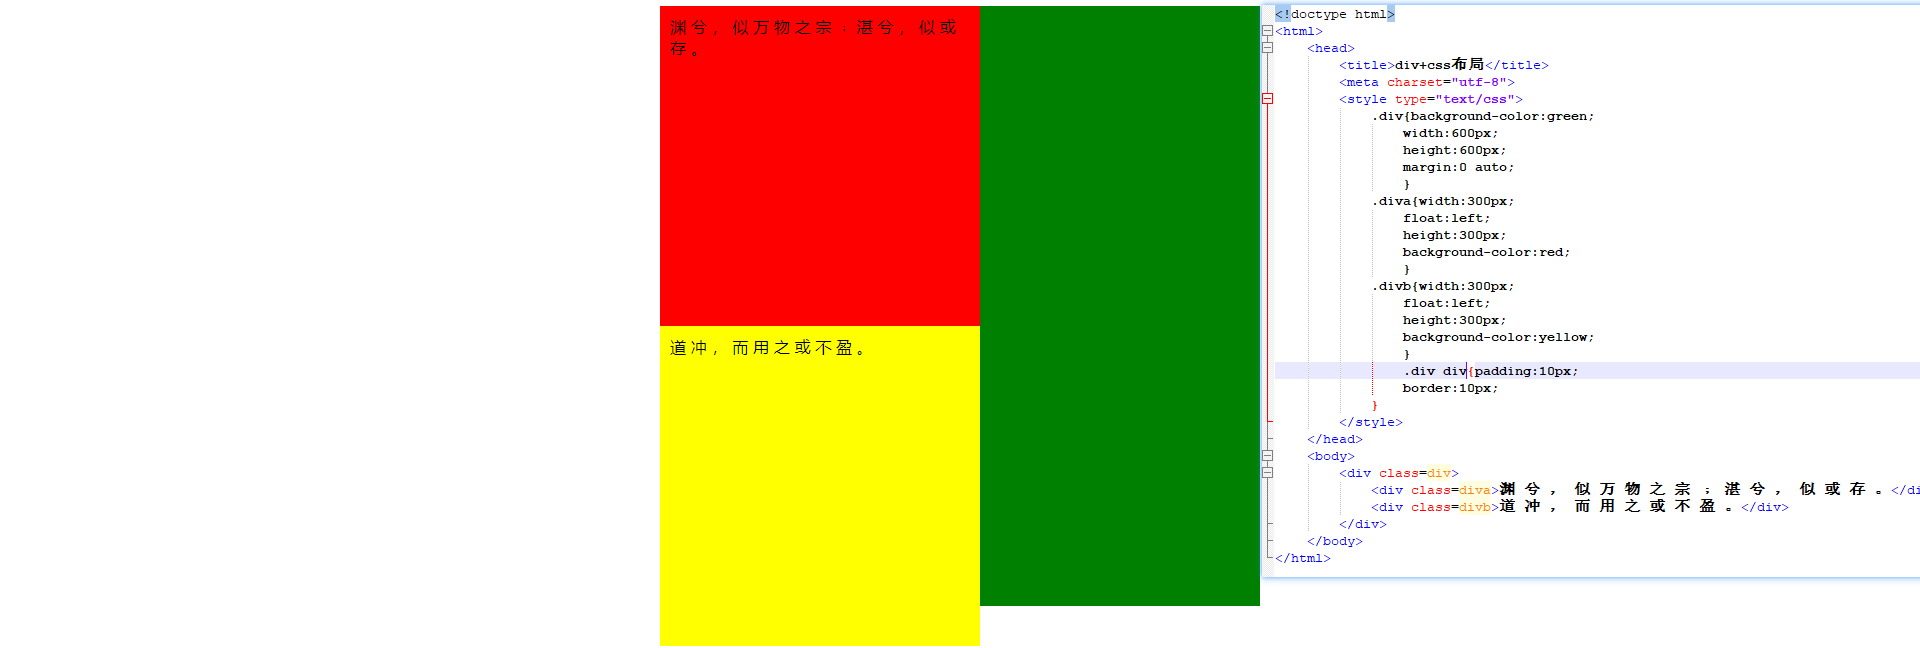 渊 兮 ， 似 万 物 之 宗 ；湛 兮 ， 似 或
存 。
道 冲 ， 而 用 之 或 不 盈 。
<!doctype html>
<html>
<head>
<title>div+css布局</title>
<meta charset="utf-8">
<style type="text/css">
.div{background-color:green;
width:600px;
height:600px;
margin:0 auto;
}
.diva{width:300px;
float:left;
height:300px;
background-color:red;
}
.divb{width:300px;
float:left;
height:300px;
background-color:yellow;
}
.div div{padding:10px;
border:10px;
}
</style>
</head>
<body>
<div class=div>
<div class=diva>渊 兮 ， 似 万 物 之 宗 ；湛 兮 ， 似 或 存 。</di
<div class=divb>道 冲 ， 而 用 之 或 不 盈 。</div>
</div>
</body>
</html>